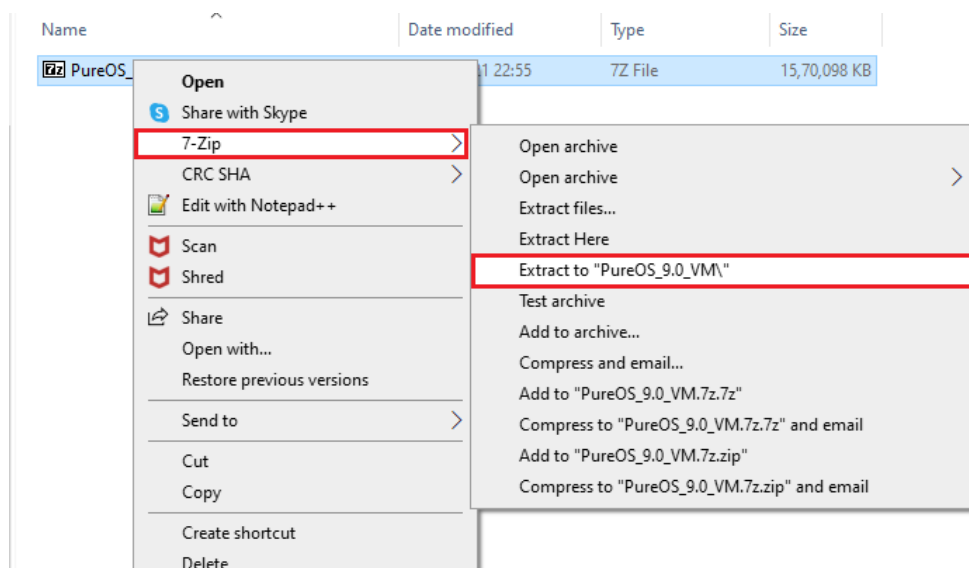 Name Date modified Type Size
7z PureOS_ 1 22:55 7Z File 15,70,098 KB
Open
Share with Skype
7-Zip
CRC SHA
Edit with Notepad++
Scan
Shred
Share
Open with...
Restore previous versions
Send to
Cut
Copy
Create shortcut
Delete
Open archive
Open archive
Extract files...
Extract Here
Extract to "PureOS_9.0_VM\"
Test archive
Add to archive...
Compress and email...
Add to "PureOS_9.0_VM.7z.7z"
Compress to "PureOS_9.0_VM.7z.7z" and email
Add to "PureOS_9.0_VM.7z.zip"
Compress to "PureOS_9.0_VM.7z.zip" and email